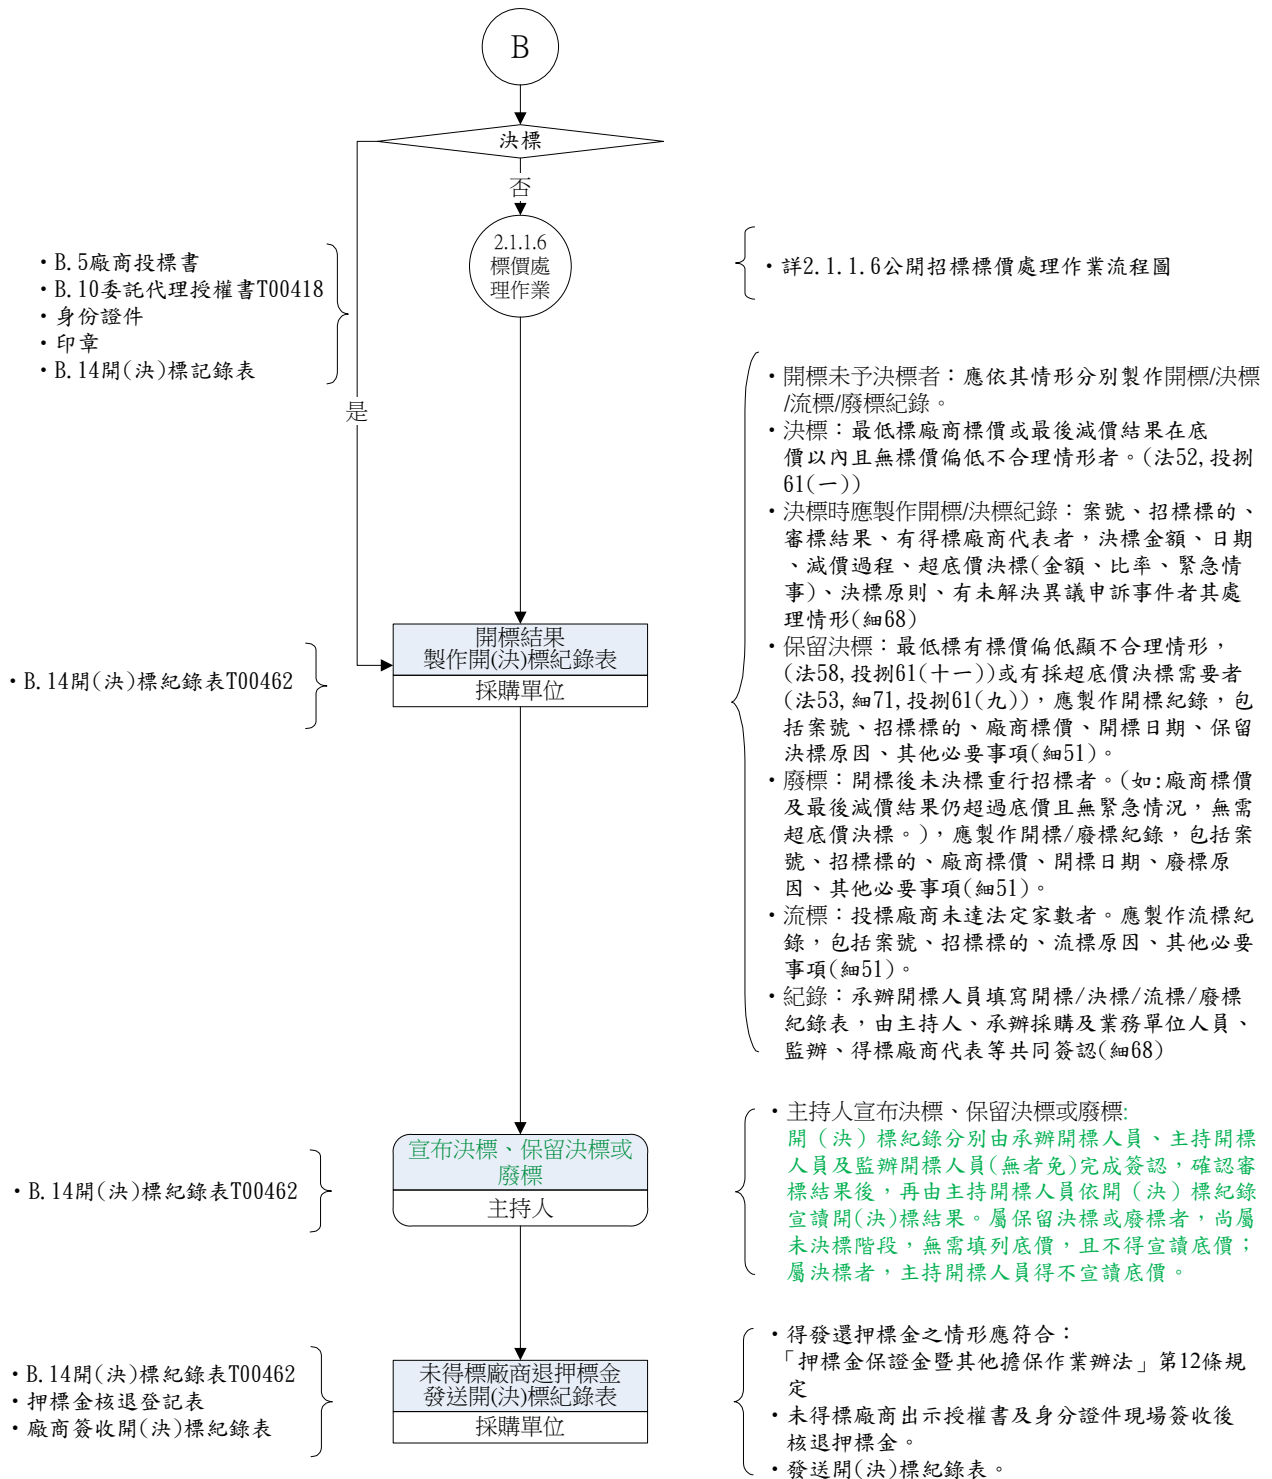 B
決標
否
2.1.1.6
標價處
理作業
・B.5廠商投標書
・B.10委託代理授權書T00418
・身份證件
・印章
・B.14開(決)標記錄表
・詳2.1.1.6公開招標標價處理作業流程圖
是
・開標未予決標者：應依其情形分別製作開標/決標
/流標/廢標紀錄。
・決標：最低標廠商標價或最後減價結果在底
價以內且無標價偏低不合理情形者。(法52,投捌
61(一))
・決標時應製作開標/決標紀錄：案號、招標標的、
審標結果、有得標廠商代表者，決標金額、日期
、減價過程、超底價決標(金額、比率、緊急情
事)、決標原則、有未解決異議申訴事件者其處
理情形(細68)
・保留決標：最低標有標價偏低顯不合理情形，
(法58,投捌61(十一))或有採超底價決標需要者
(法53,細71,投捌61(九))，應製作開標紀錄，包
括案號、招標標的、廠商標價、開標日期、保留
決標原因、其他必要事項(細51)。
・廢標：開標後未決標重行招標者。(如:廠商標價
及最後減價結果仍超過底價且無緊急情況，無需
超底價決標。)，應製作開標/廢標紀錄，包括案
號、招標標的、廠商標價、開標日期、廢標原
因、其他必要事項(細51)。
・流標：投標廠商未達法定家數者。應製作流標紀
錄，包括案號、招標標的、流標原因、其他必要
事項(細51)。
・紀錄：承辦開標人員填寫開標/決標/流標/廢標
紀錄表，由主持人、承辦採購及業務單位人員、
監辦、得標廠商代表等共同簽認(細68)
開標結果
製作開(決)標紀錄表
採購單位
・B.14開(決)標紀錄表T00462
宣布決標、保留決標或
廢標
主持人
・B.14開(決)標紀錄表T00462
・主持人宣布決標、保留決標或廢標:
開（決）標紀錄分別由承辦開標人員、主持開標
人員及監辦開標人員(無者免)完成簽認，確認審
標結果後，再由主持開標人員依開（決）標紀錄
宣讀開(決)標結果。屬保留決標或廢標者，尚屬
未決標階段，無需填列底價，且不得宣讀底價；
屬決標者，主持開標人員得不宣讀底價。
・B.14開(決)標紀錄表T00462
・押標金核退登記表
・廠商簽收開(決)標紀錄表
未得標廠商退押標金
發送開(決)標紀錄表
採購單位
・得發還押標金之情形應符合：
「押標金保證金暨其他擔保作業辦法」第12條規
定
・未得標廠商出示授權書及身分證件現場簽收後
核退押標金。
・發送開(決)標紀錄表。